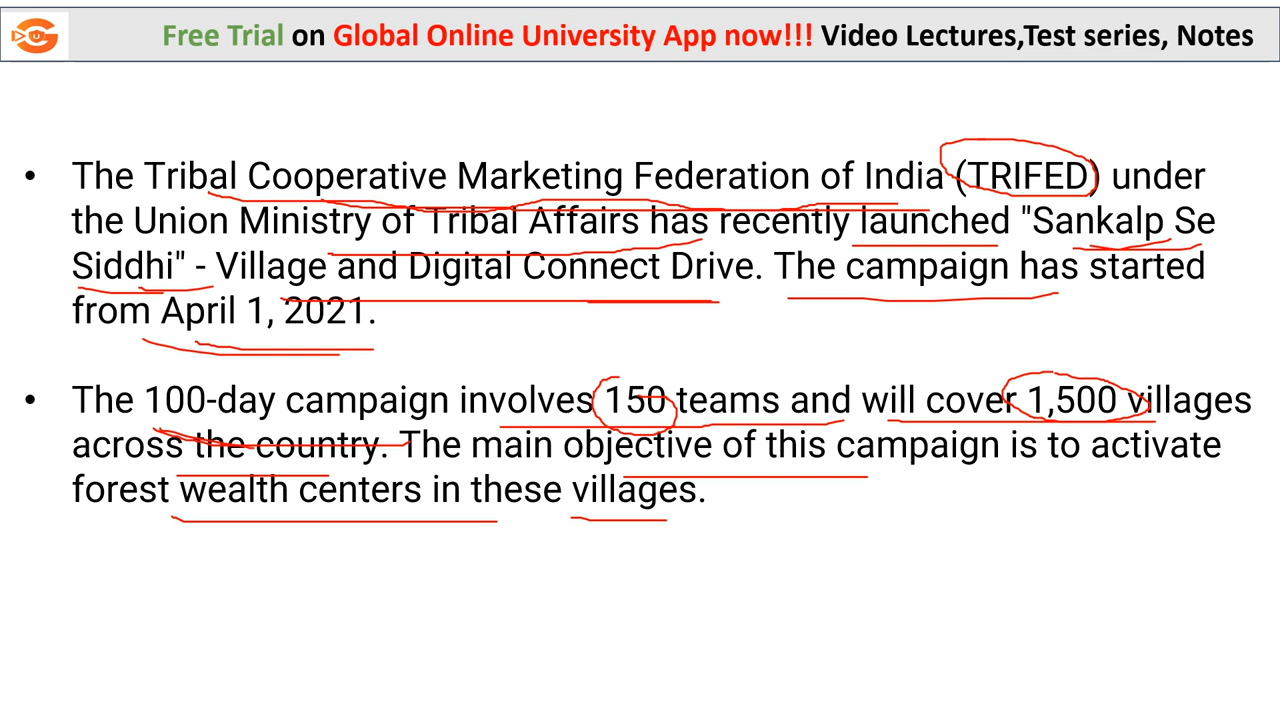 Free Trial on Global Online University App now!!! Video Lectures,Test series, Notes
• The Tribal Cooperative Marketing Federation of India (TRIFED) under
the Union Ministry of Tribal Affairs has recently launched "Sankalp Se
Siddhi" - Village and Digital Connect Drive. The campaign has started
from April 1, 2021.
• The 100-day campaign involves 150 teams and will cover 1,500 villages
across the country. The main objective of this campaign is to activate
forest wealth centers in these villages.